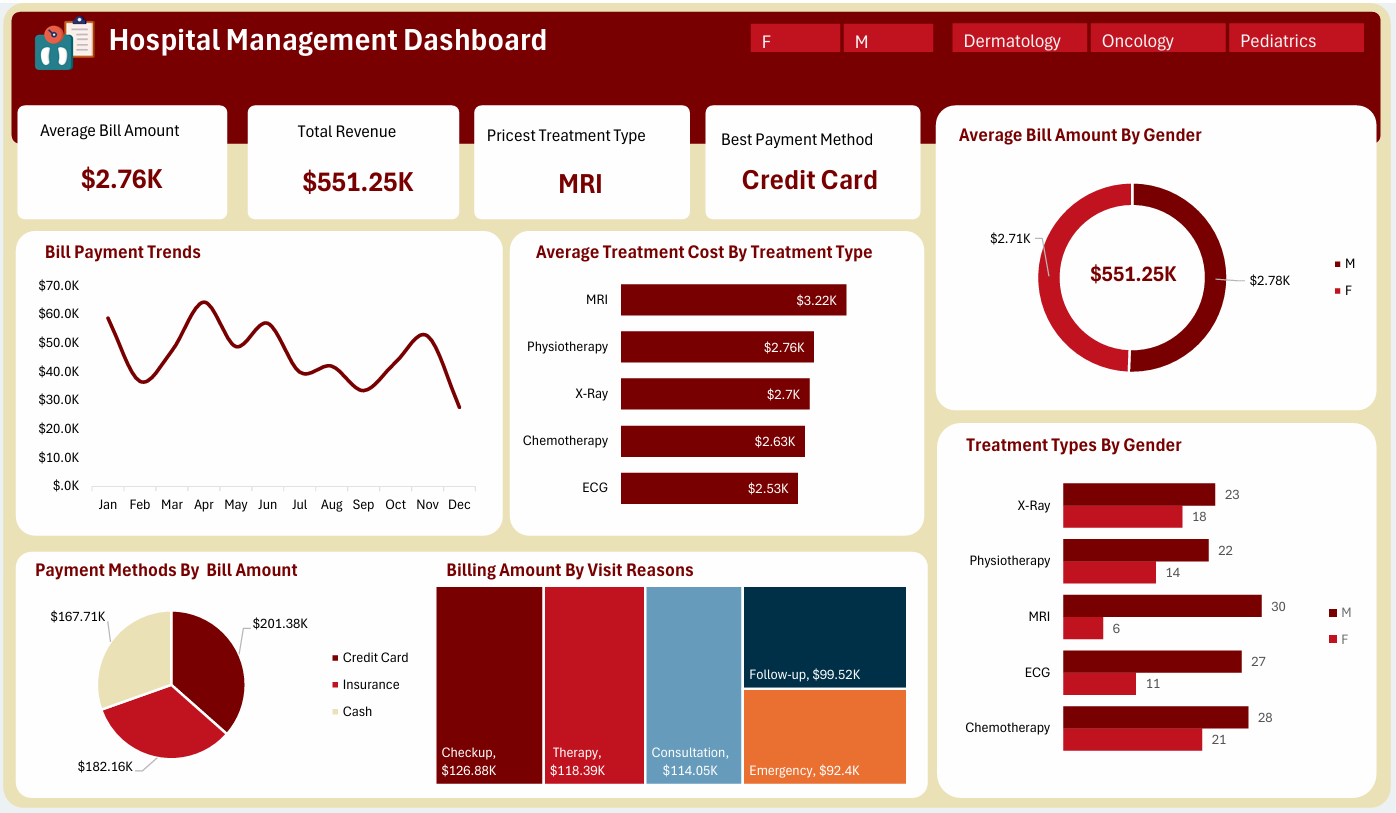 Hospital Management Dashboard
F
M
Dermatology
Oncology
Pediatrics
Average Bill Amount
$2.76K
Total Revenue
$551.25K
Pricest Treatment Type
MRI
Best Payment Method
Credit Card
Average Bill Amount By Gender
$2.71K
$551.25K
$2.78K
M
F
Bill Payment Trends
$70.0K
$60.0K
$50.0K
$40.0K
$30.0K
$20.0K
$10.0K
$.0K
Jan Feb Mar Apr May Jun Jul Aug Sep Oct Nov Dec
Average Treatment Cost By Treatment Type
MRI $3.22K
Physiotherapy $2.76K
X-Ray $2.7K
Chemotherapy $2.63K
ECG $2.53K
Treatment Types By Gender
X-Ray 23
18
Physiotherapy 22
14
MRI 30
6
ECG 27
11
Chemotherapy 28
21
M
F
Payment Methods By Bill Amount
$167.71K
$201.38K
$182.16K
Credit Card
Insurance
Cash
Billing Amount By Visit Reasons
Checkup,
$126.88K
Therapy,
$118.39K
Consultation,
$114.05K
Follow-up, $99.52K
Emergency, $92.4K